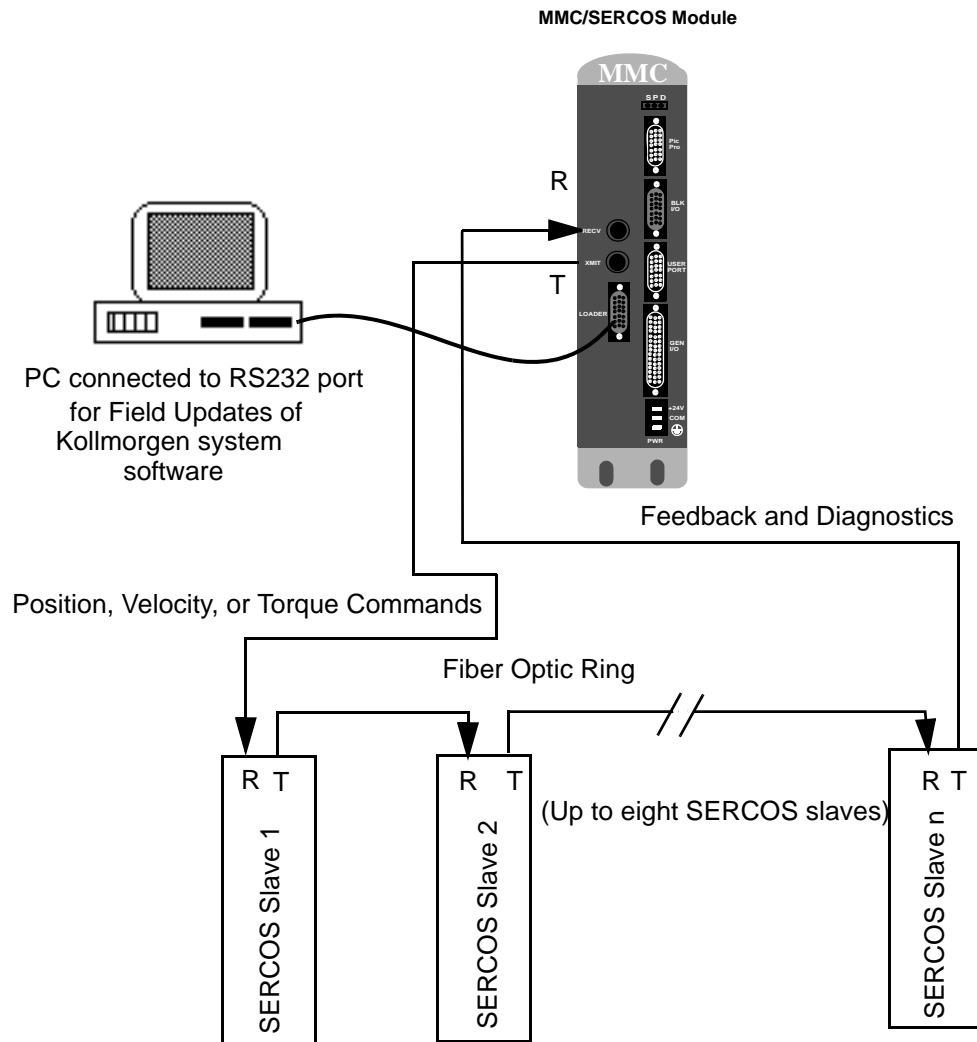 MMC/SERCOS Module
MMC
S P D
Pic
Pro
R
BLK
I/O
RECV
XMIT
USER
PORT
T
LOADER
GEN
I/O
PC connected to RS232 port
for Field Updates of
Kollmorgen system
software
+24V
COM
PWR
Feedback and Diagnostics
Position, Velocity, or Torque Commands
Fiber Optic Ring
R T
R T
R T
(Up to eight SERCOS slaves)
SERCOS Slave 1
SERCOS Slave 2
SERCOS Slave n